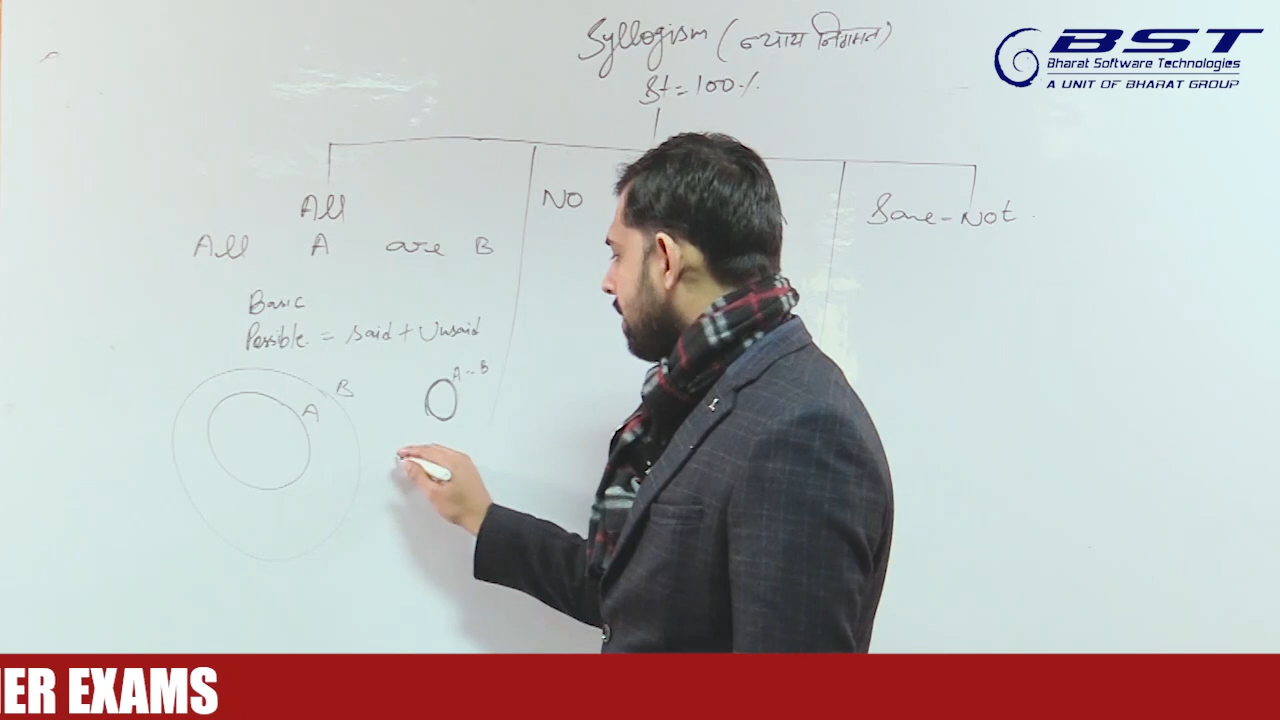 Syllogism (न्याय निगमन)
St = 100%
All
NO
Some-Not
All A are B
Basic
Possible = said + Unsaid
B
A
A-B
BST
Bharat Software Technologies
A UNIT OF BHARAT GROUP
EXAMS